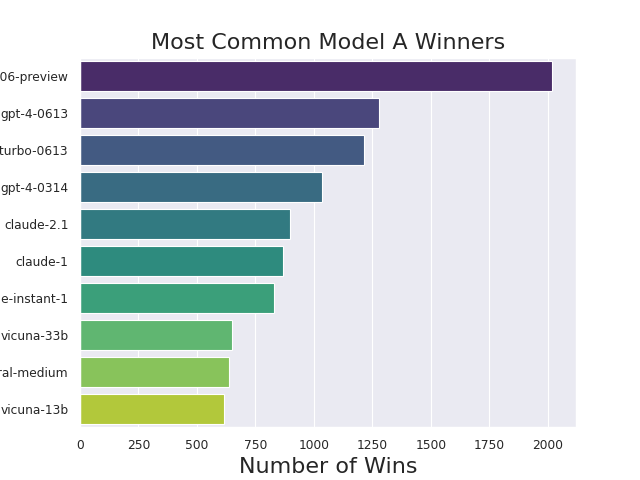 Most Common Model A Winners
06-preview
gpt-4-0613
turbo-0613
gpt-4-0314
claude-2.1
claude-1
e-instant-1
vicuna-33b
ral-medium
vicuna-13b
0 250 500 750 1000 1250 1500 1750 2000
Number of Wins